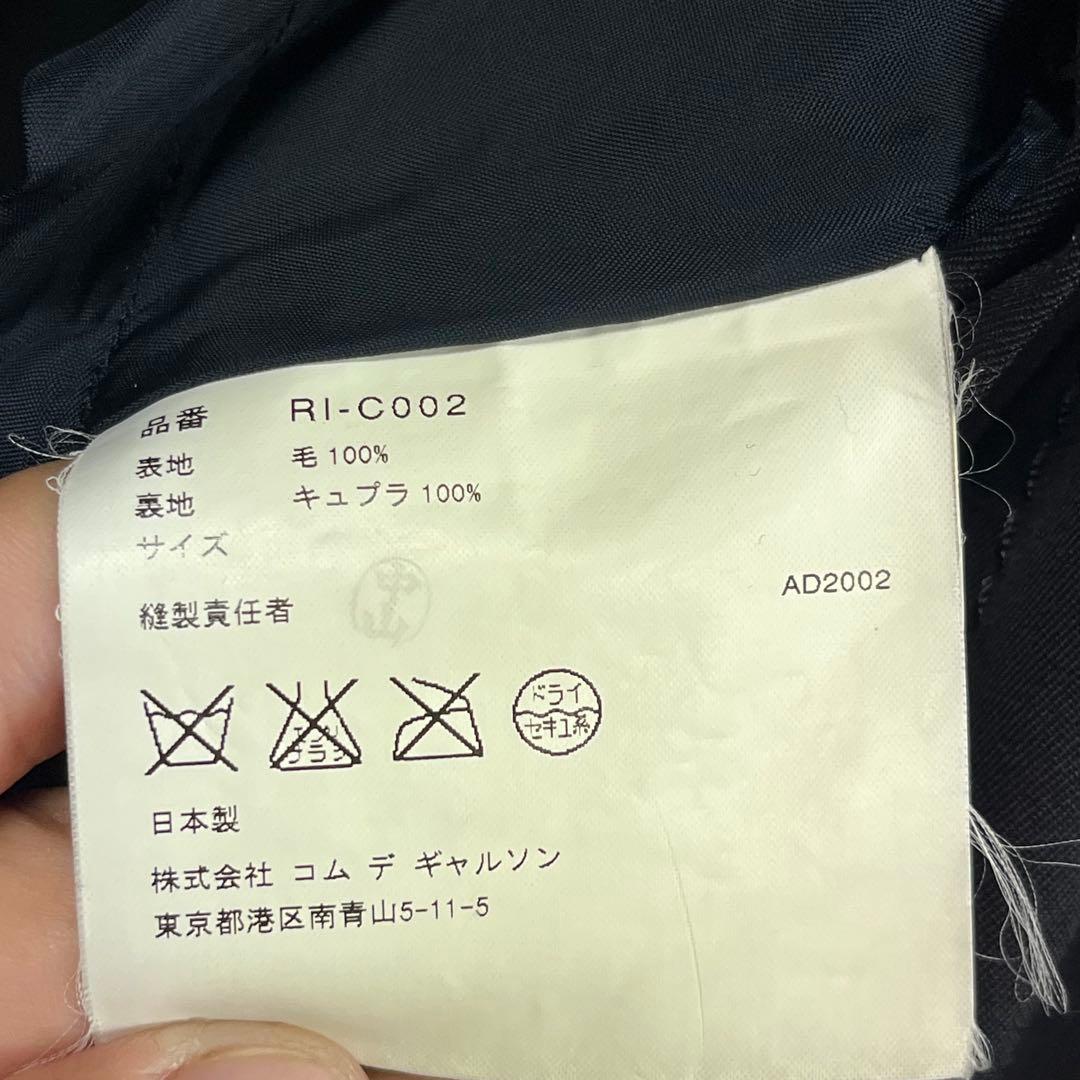 品番 RI-C002
表地 毛 100%
裏地 キュプラ 100%
サイズ
AD2002
縫製責任者 中山
ドライ
セキユ系
日本製
株式会社 コム デ ギャルソン
東京都港区南青山5-11-5